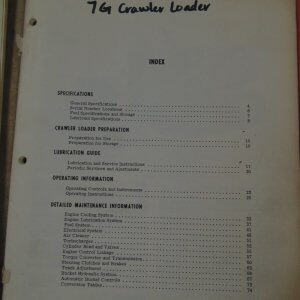 7G Crawler Loader
INDEX
SPECIFICATIONS
General Specifications 4
Serial Number Locations
Fuel Specifications and Storage
Lubricant Specifications
CRAWLER LOADER PREPARATION
Preparation for Use
Preparation for Storage
LUBRICATION GUIDE
Lubrication and Service Instructions
Periodic Services and Ajustments
OPERATING INFORMATION
Operating Controls and Instruments
Operating Instructions
DETAILED MAINTENANCE INFORMATION
Engine Cooling System
Engine Lubrication System
Fuel System
Electrical System
Air Cleaner
Turbocharger
Cylinder Head and Valves
Engine Control Linkage
Torque Converter and Transmission
Steering Clutches and Brakes
Track Adjustment
Bucket Hydraulic System
Automatic Bucket Controls
Conversion Tables 74